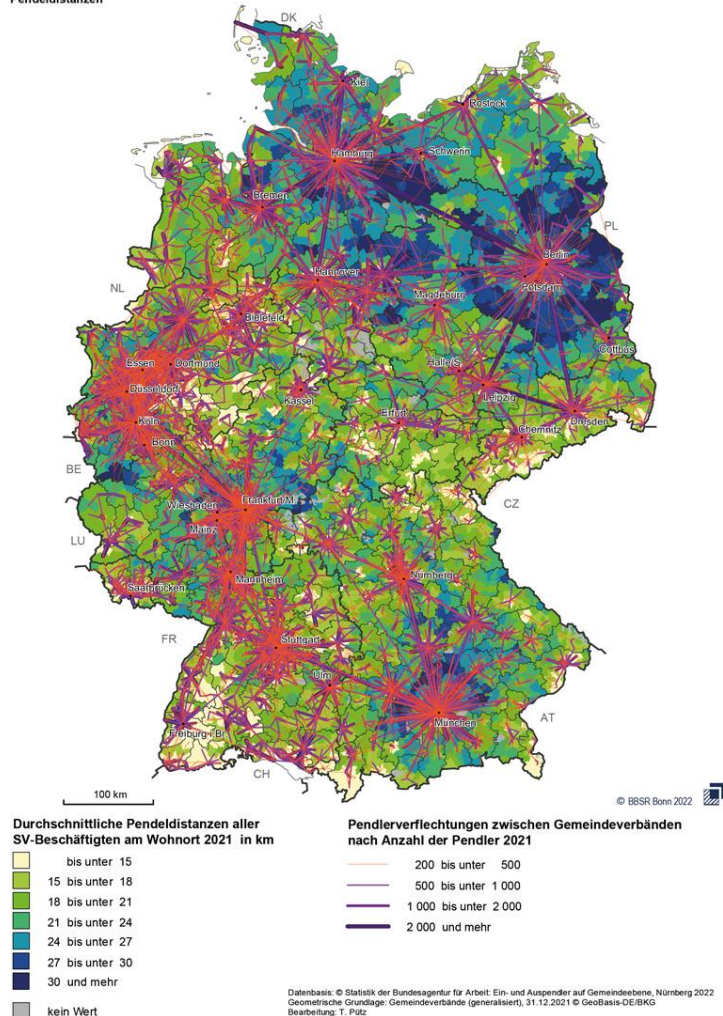 Pendeldistanzen
DK
Kiel
Rostock
Hamburg
Schwerin
Bremen
PL
Berlin
Hannover
Potsdam
NL
Magdeburg
Bielefeld
Cottbus
Essen
Dortmund
Halle/S.
Düsseldorf
Leipzig
Kassel
Erfurt
Dresden
Köln
Chemnitz
Bonn
BE
CZ
Wiesbaden
Frankfurt/M.
Mainz
LU
Mannheim
Nürnberg
Saarbrücken
FR
Stuttgart
Ulm
München
AT
Freiburg i.Br.
CH
100 km
© BBSR Bonn 2022
Durchschnittliche Pendeldistanzen aller
SV-Beschäftigten am Wohnort 2021 in km
bis unter 15
15 bis unter 18
18 bis unter 21
21 bis unter 24
24 bis unter 27
27 bis unter 30
30 und mehr
kein Wert
Pendlerverflechtungen zwischen Gemeindeverbänden
nach Anzahl der Pendler 2021
200 bis unter 500
500 bis unter 1 000
1 000 bis unter 2 000
2 000 und mehr
Datenbasis: © Statistik der Bundesagentur für Arbeit: Ein- und Auspendler auf Gemeindeebene, Nürnberg 2022
Geometrische Grundlage: Gemeindeverbände (generalisiert), 31.12.2021 © GeoBasis-DE/BKG
Bearbeitung: T. Pütz